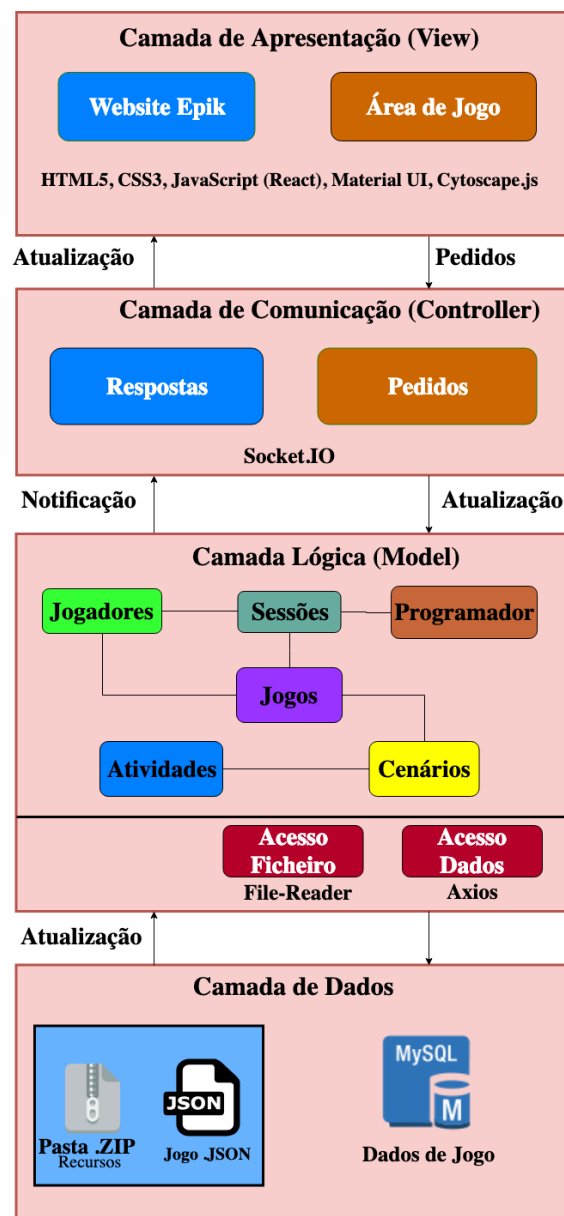 Camada de Apresentação (View)
Website Epik
Área de Jogo
HTML5, CSS3, JavaScript (React), Material UI, Cytoscape.js
Atualização
Pedidos
Camada de Comunicação (Controller)
Respostas
Pedidos
Socket.IO
Notificação
Atualização
Camada Lógica (Model)
Jogadores
Sessões
Programador
Jogos
Atividades
Cenários
Acesso
Ficheiro
File-Reader
Acesso
Dados
Axios
Atualização
Camada de Dados
JSON
Pasta .ZIP
Recursos
Jogo .JSON
MySQL
M
Dados de Jogo